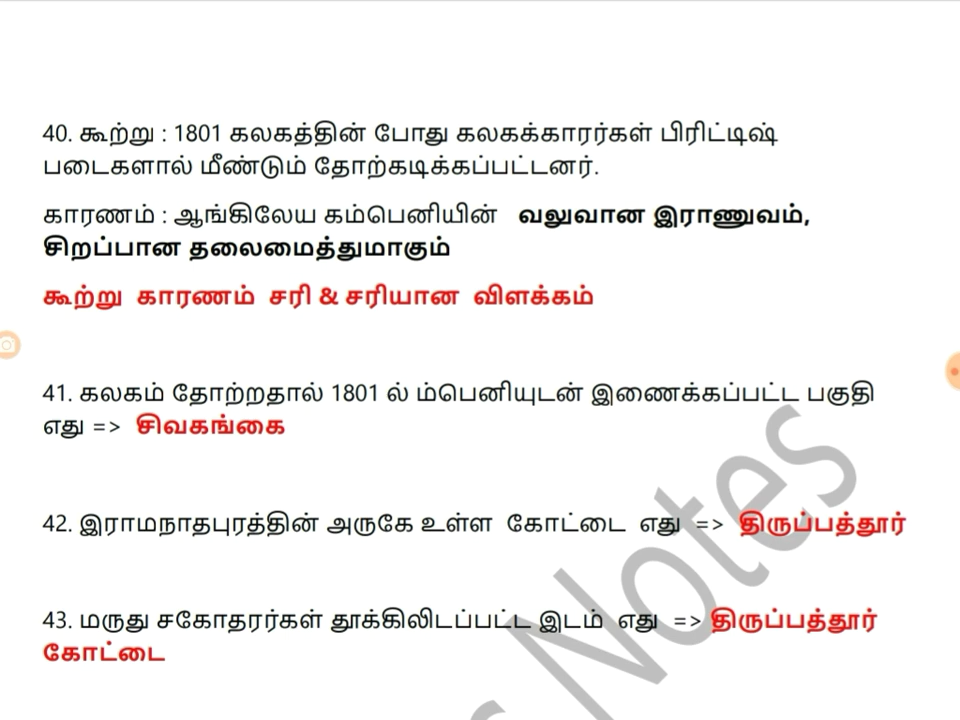 40. கூற்று : 1801 கலகத்தின் போது கலகக்காரர்கள் பிரிட்டிஷ்
படைகளால் மீண்டும் தோற்கடிக்கப்பட்டனர்.
காரணம் : ஆங்கிலேய கம்பெனியின் வலுவான இராணுவம்,
சிறப்பான தலைமைத்துமாகும்
கூற்று காரணம் சரி & சரியான விளக்கம்
41. கலகம் தோற்றதால் 1801 ல் ம்பெனியுடன் இணைக்கப்பட்ட பகுதி
எது => சிவகங்கை
42. இராமநாதபுரத்தின் அருகே உள்ள கோட்டை எது => திருப்பத்தூர்
43. மருது சகோதரர்கள் தூக்கிலிடப்பட்ட இடம் எது => திருப்பத்தூர்
கோட்டை
s Notes